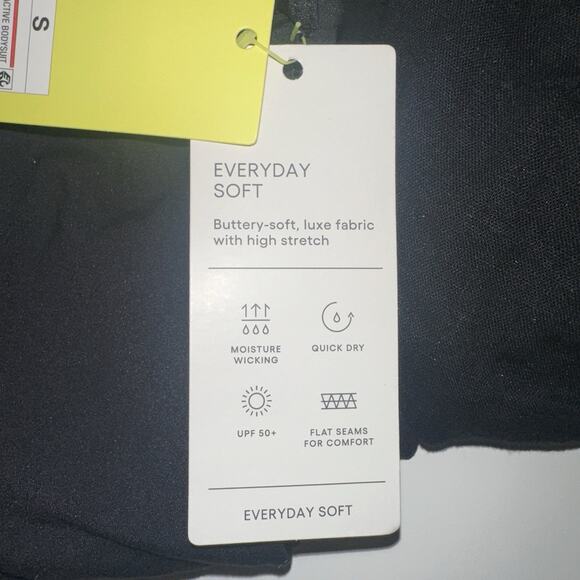 ACTIVE BODYSUIT
S
EVERYDAY
SOFT
Buttery-soft, luxe fabric
with high stretch
MOISTURE
WICKING
QUICK DRY
UPF 50+
FLAT SEAMS
FOR COMFORT
EVERYDAY SOFT